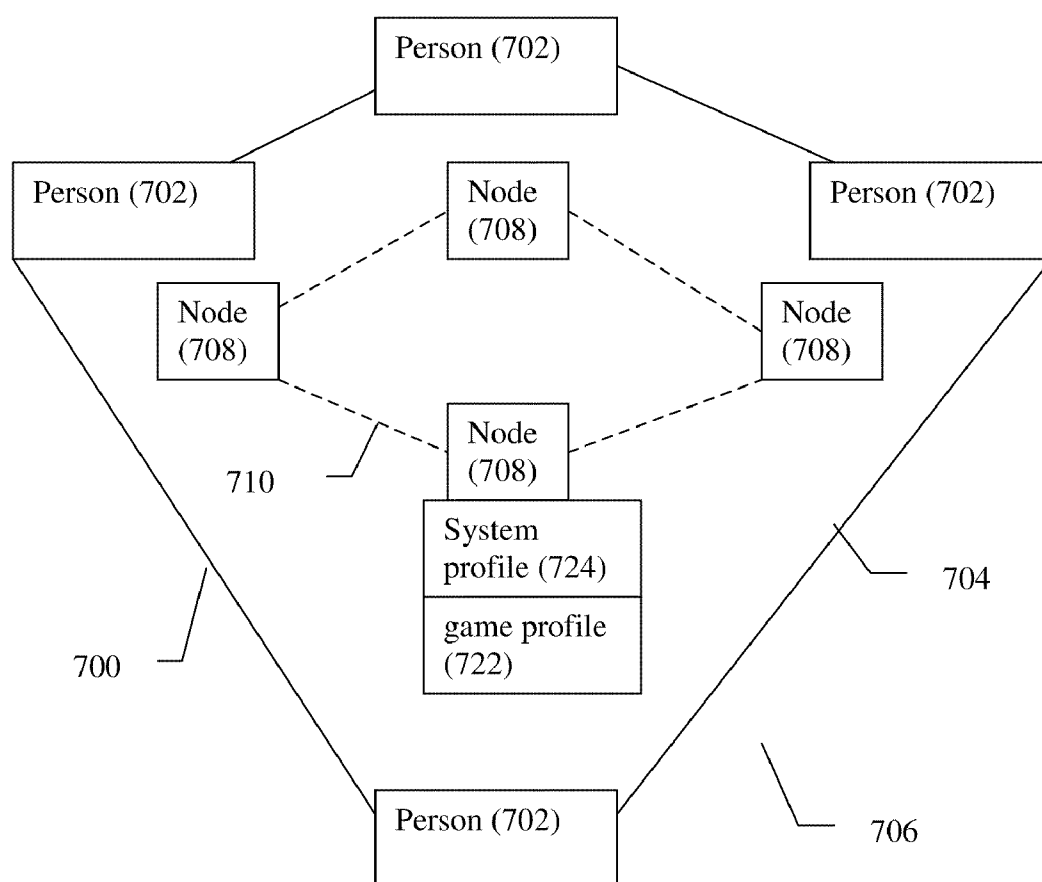 Person (702)
Person (702)
Person (702)
Node
(708)
Node
(708)
Node
(708)
Node
(708)
710
System
profile (724)
704
game profile
(722)
700
Person (702)
706